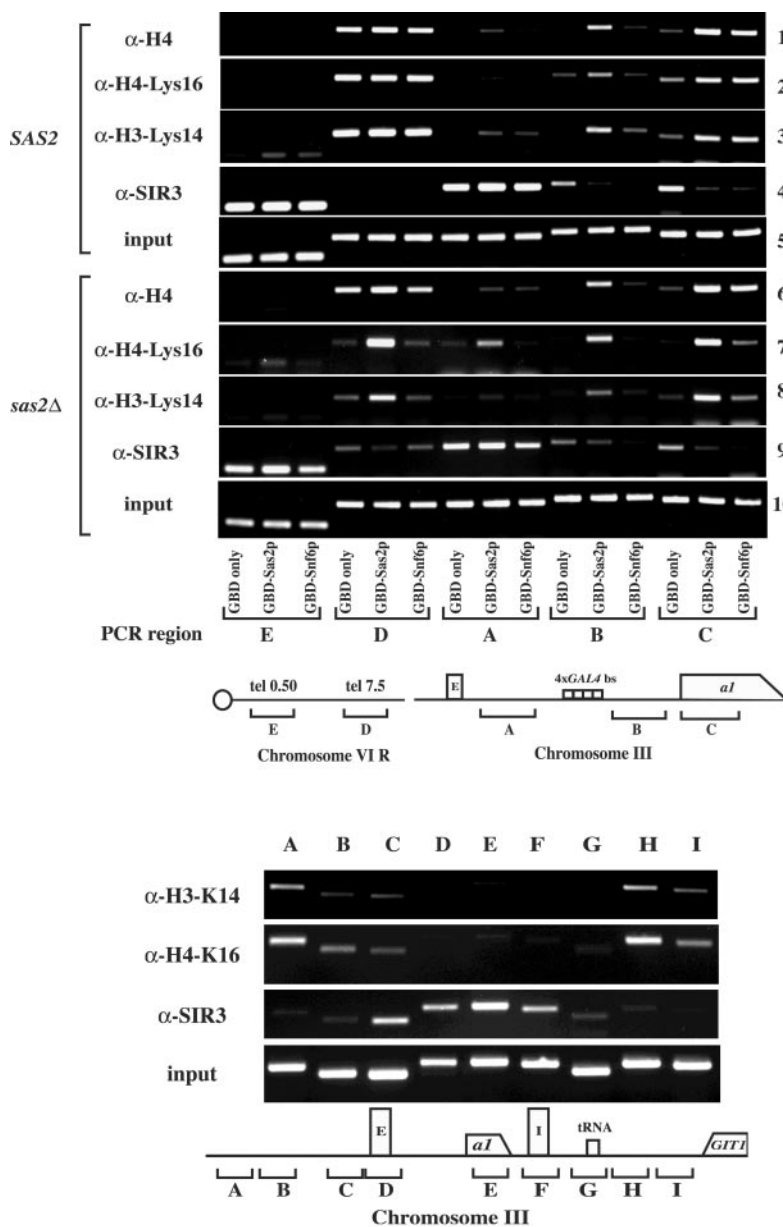 α-H4 1
α-H4-Lys16 2
SAS2 α-H3-Lys14 3
α-SIR3 4
input 5
α-H4 6
α-H4-Lys16 7
sas2Δ α-H3-Lys14 8
α-SIR3 9
input 10
GBD only GBD-Sas2p GBD-Snf6p GBD only GBD-Sas2p GBD-Snf6p GBD only GBD-Sas2p GBD-Snf6p GBD only GBD-Sas2p GBD-Snf6p GBD only GBD-Sas2p GBD-Snf6p
PCR region E D A B C
tel 0.50 tel 7.5 E 4xGAL4 bs a1
E D A B C
Chromosome VI R Chromosome III
A B C D E F G H I
α-H3-K14
α-H4-K16
α-SIR3
input
E a1 I tRNA GIT1
A B C D E F G H I
Chromosome III